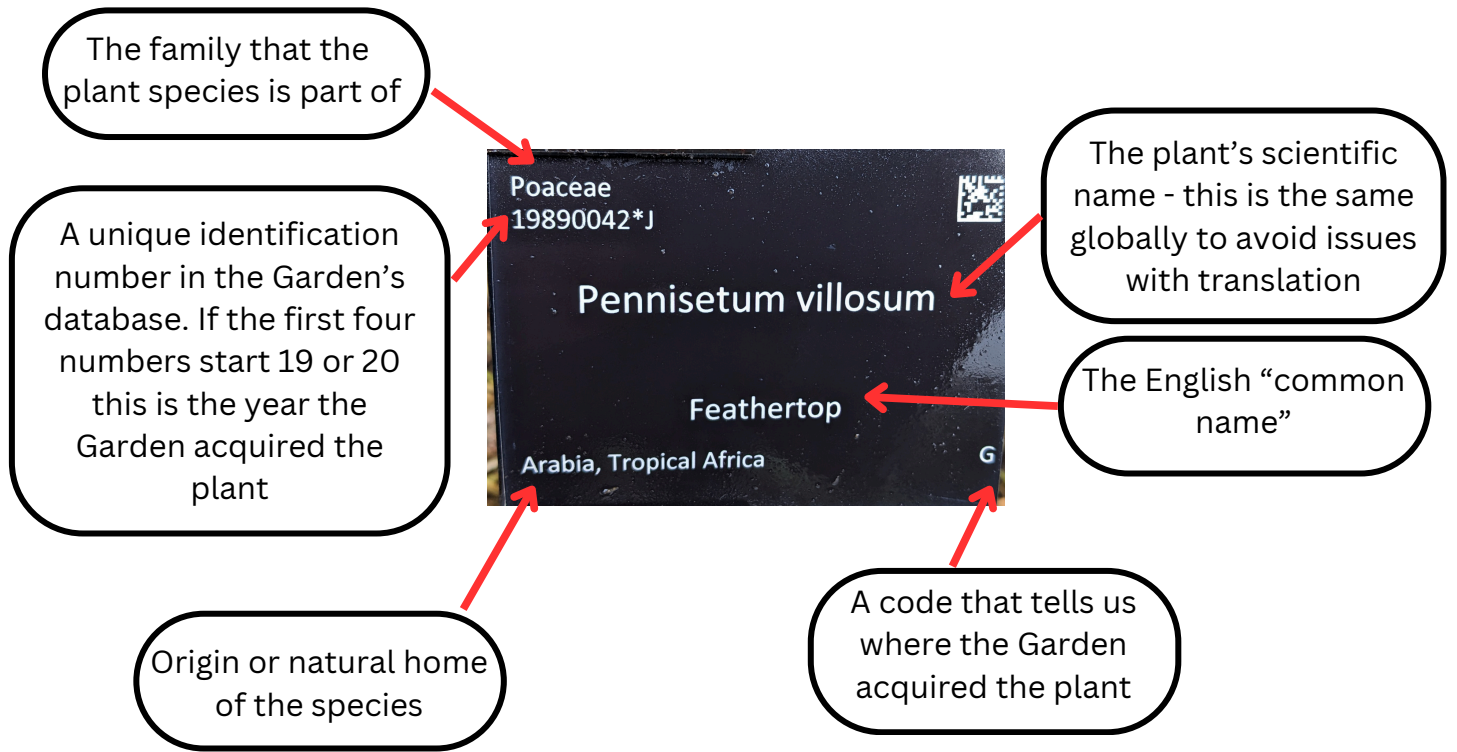 The family that the
plant species is part of
A unique identification
number in the Garden's
database. If the first four
numbers start 19 or 20
this is the year the
Garden acquired the
plant
Origin or natural home
of the species
Poaceae
19890042*J
Pennisetum villosum
Feathertop
Arabia, Tropical Africa
G
The plant’s scientific
name - this is the same
globally to avoid issues
with translation
The English “common
name”
A code that tells us
where the Garden
acquired the plant